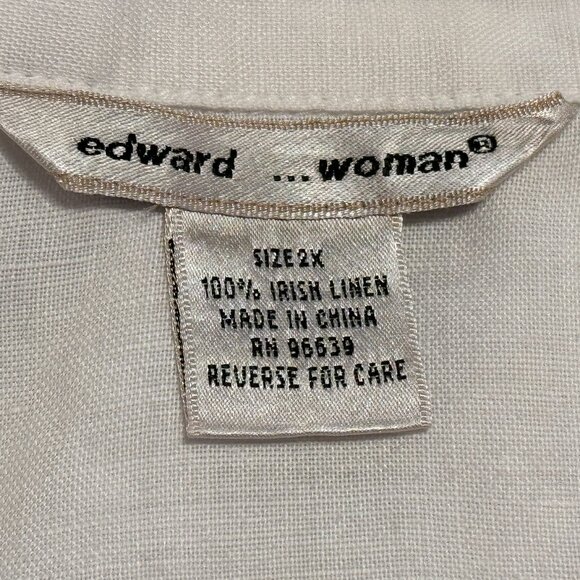 edward ...woman®
SIZE 2X
100% IRISH LINEN
MADE IN CHINA
RN 96639
REVERSE FOR CARE